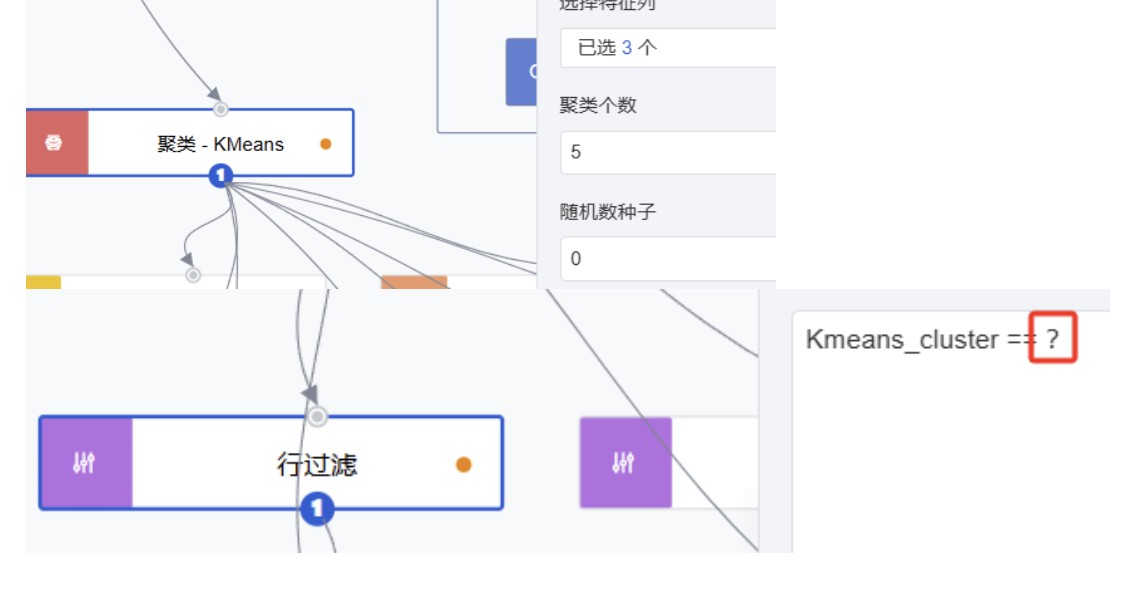 选择特征列
已选 3 个
聚类个数
聚类 - KMeans
5
1
随机数种子
0
Kmeans_cluster == ?
行过滤
1